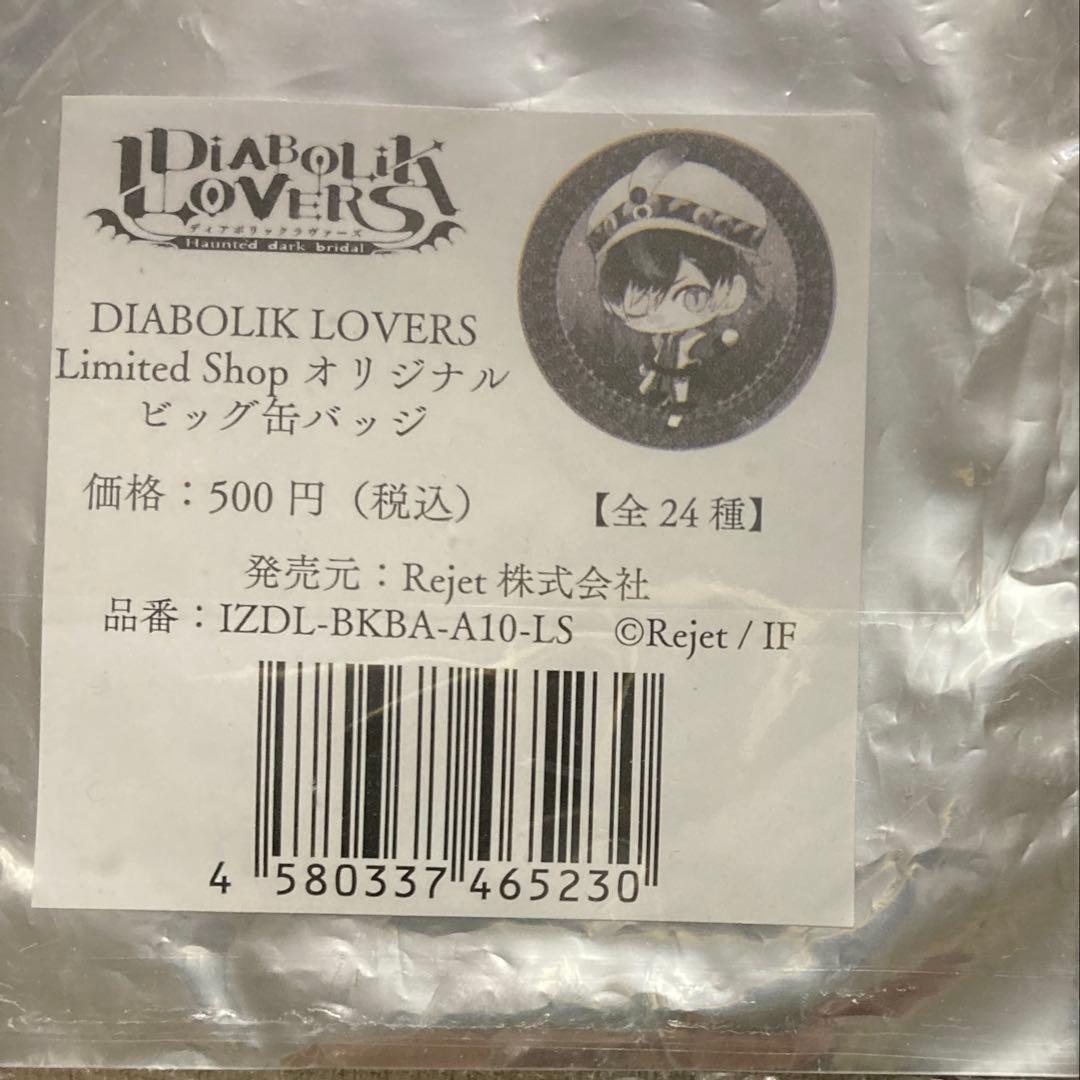 DIABOLIK
LOVERS
ディアボリックラヴァーズ
Haunted dark bridal
DIABOLIK LOVERS
Limited Shop オリジナル
ビッグ缶バッジ
価格：500 円（税込）
【全 24 種】
発売元：Rejet 株式会社
品番：IZDL-BKBA-A10-LS ©Rejet / IF
4 580337 465230